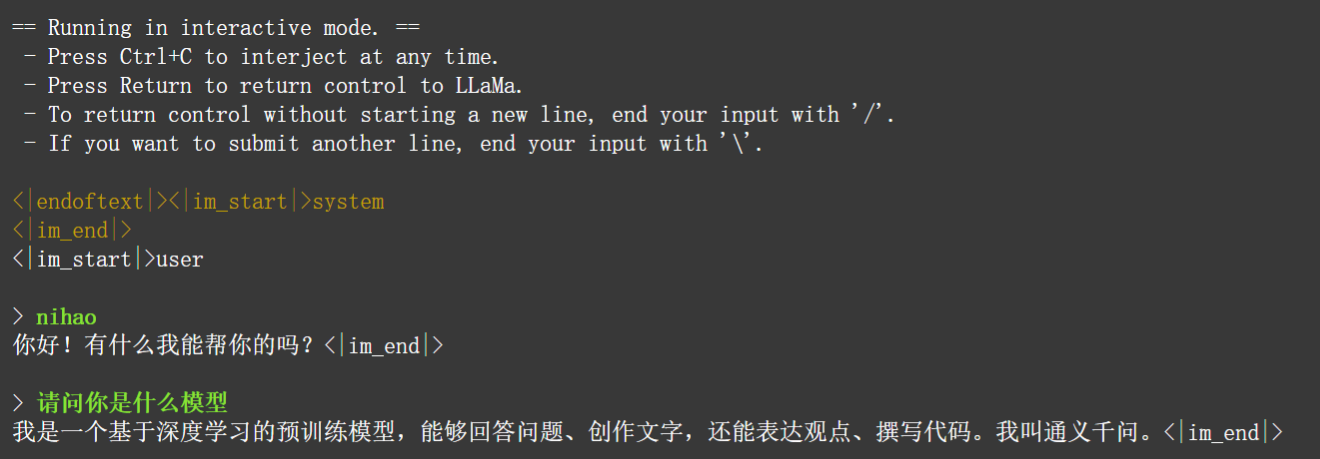 == Running in interactive mode. ==
- Press Ctrl+C to interject at any time.
- Press Return to return control to LLaMa.
- To return control without starting a new line, end your input with '/'.
- If you want to submit another line, end your input with '\'.
<|endoftext|><|im_start|>system
<|im_end|>
<|im_start|>user
> nihao
你好！有什么我能帮你的吗？<|im_end|>
> 请问你是什么模型
我是一个基于深度学习的预训练模型，能够回答问题、创作文字，还能表达观点、撰写代码。我叫通义千问。<|im_end|>